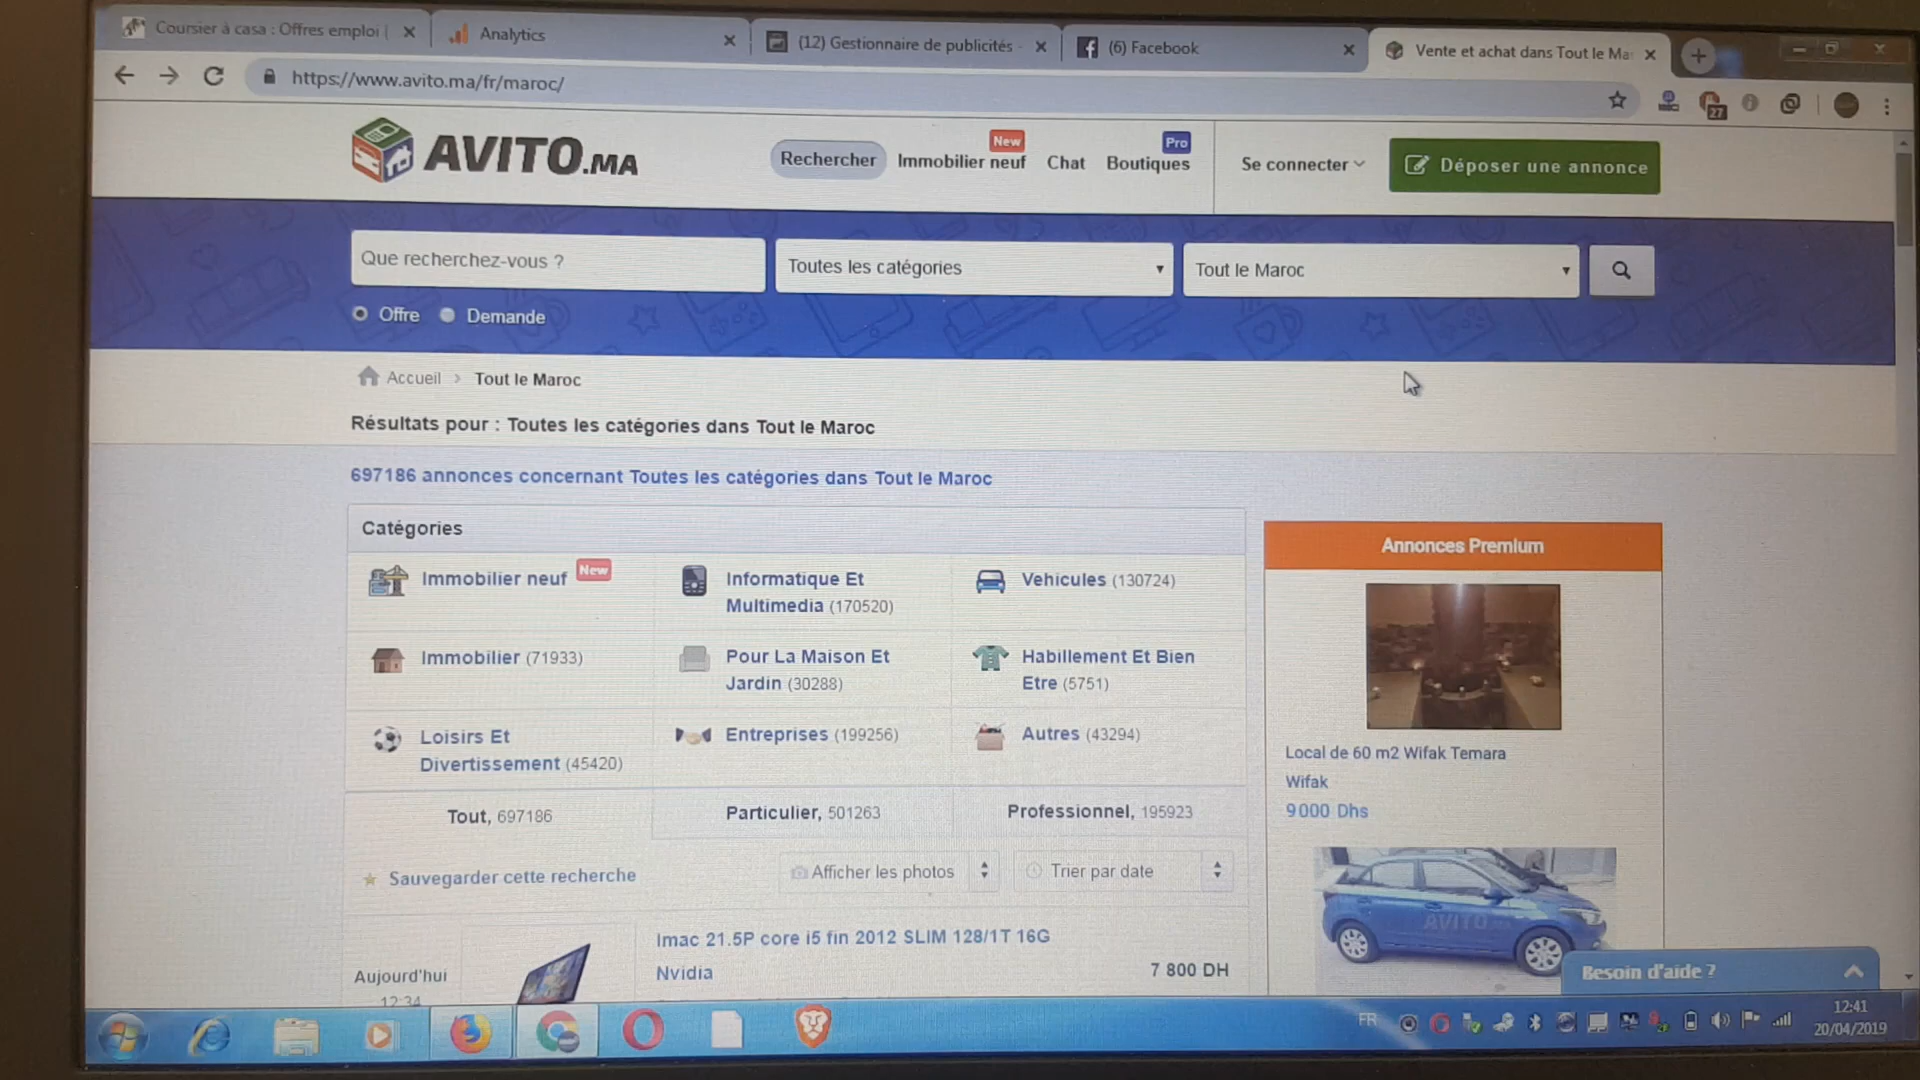 Coursier à casa : Offres emploi |
Analytics
(12) Gestionnaire de publicités -
(6) Facebook
Vente et achat dans Tout le Ma
https://www.avito.ma/fr/maroc/
27
AVITO.MA
Rechercher
New
Immobilier neuf
Chat
Pro
Boutiques
Se connecter
Déposer une annonce
Que recherchez-vous ?
Toutes les catégories
Tout le Maroc
Offre
Demande
Accueil > Tout le Maroc
Résultats pour : Toutes les catégories dans Tout le Maroc
697186 annonces concernant Toutes les catégories dans Tout le Maroc
Catégories
Immobilier neuf New
Informatique Et
Multimedia (170520)
Vehicules (130724)
Immobilier (71933)
Pour La Maison Et
Jardin (30288)
Habillement Et Bien
Etre (5751)
Loisirs Et
Divertissement (45420)
Entreprises (199256)
Autres (43294)
Tout, 697186
Particulier, 501263
Professionnel, 195923
Sauvegarder cette recherche
Afficher les photos
Trier par date
Aujourd'hui
12:34
Imac 21.5P core i5 fin 2012 SLIM 128/1T 16G
Nvidia
7 800 DH
Annonces Premium
Local de 60 m2 Wifak Temara
Wifak
9000 Dhs
AVITO
Besoin d'aide ?
FR
12:41
20/04/2019